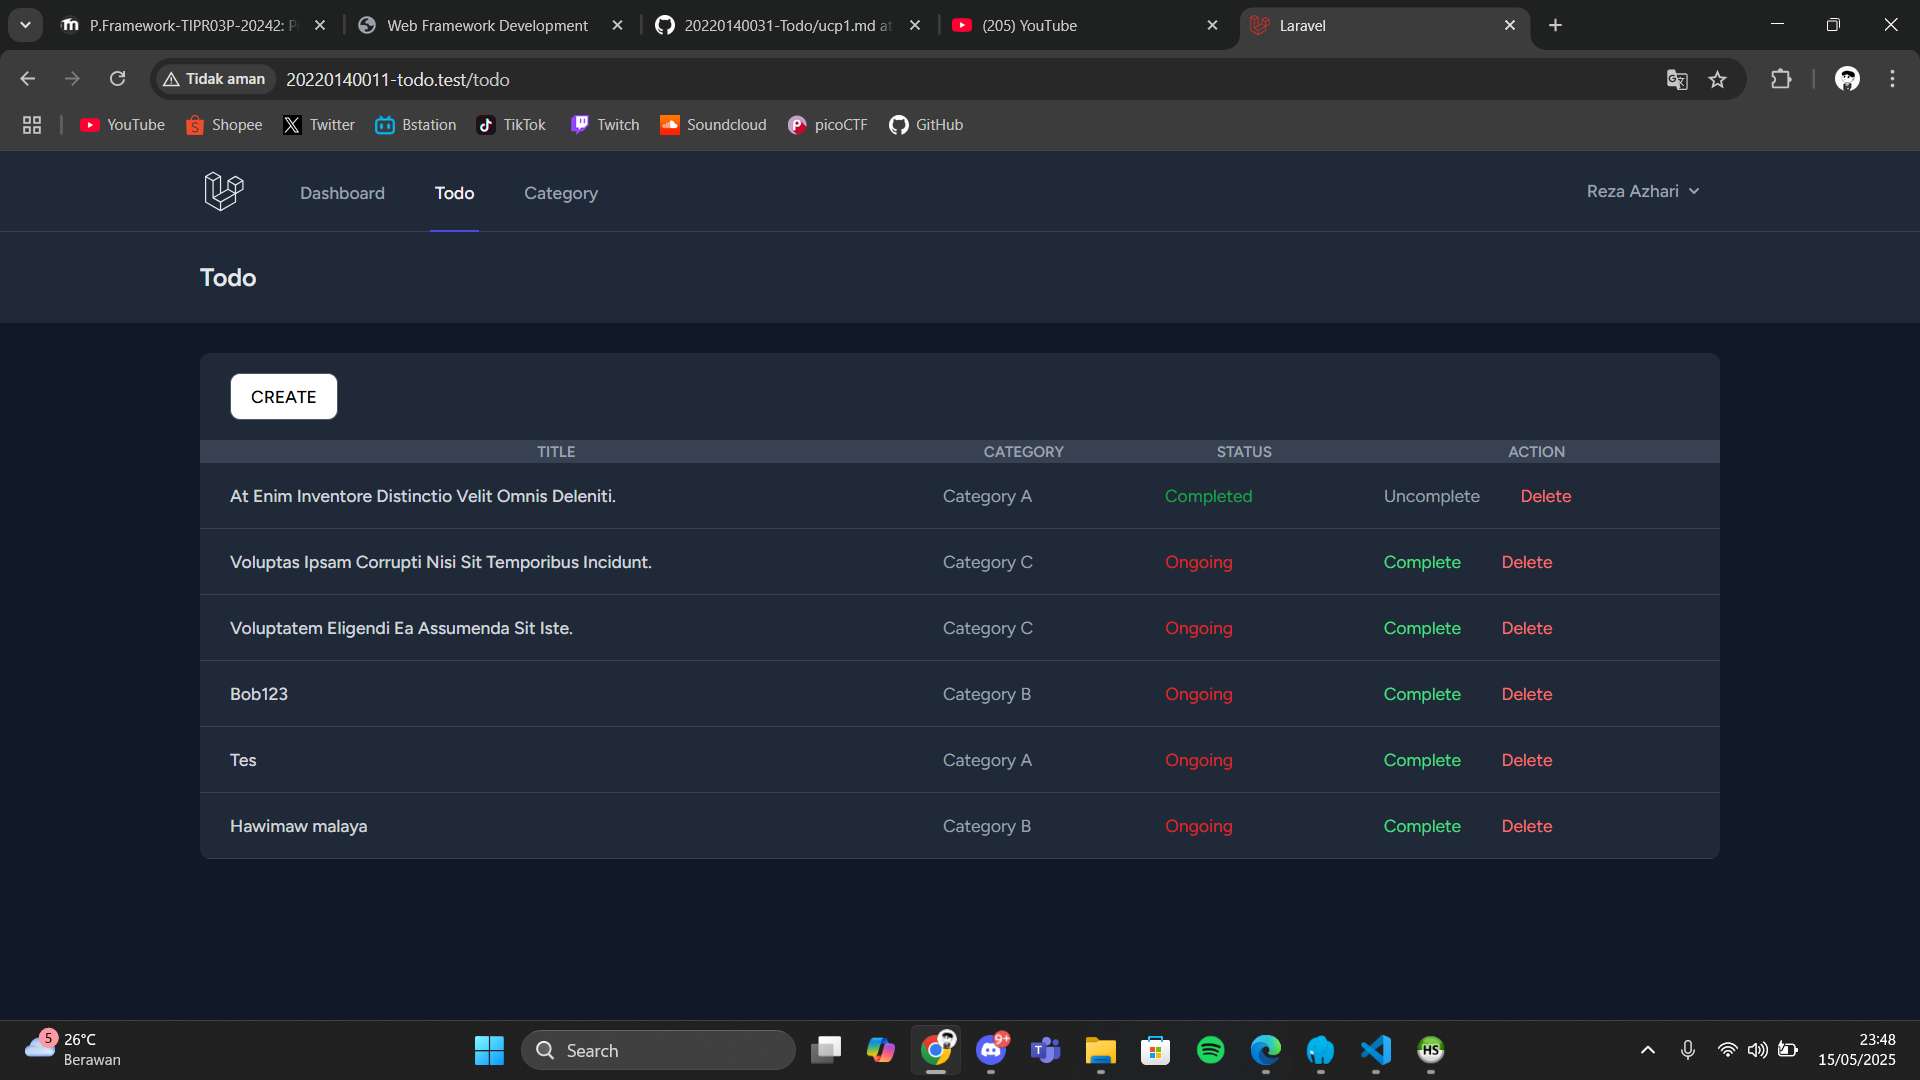 P.Framework-TIPR03P-20242: P
Web Framework Development
20220140031-Todo/ucp1.md at
(205) YouTube
Laravel
Tidak aman
20220140011-todo.test/todo
YouTube
Shopee
Twitter
Bstation
TikTok
Twitch
Soundcloud
picoCTF
GitHub
Dashboard
Todo
Category
Reza Azhari
Todo
CREATE
TITLE CATEGORY STATUS ACTION
At Enim Inventore Distinctio Velit Omnis Deleniti. Category A Completed Uncomplete Delete
Voluptas Ipsam Corrupti Nisi Sit Temporibus Incidunt. Category C Ongoing Complete Delete
Voluptatem Eligendi Ea Assumenda Sit Iste. Category C Ongoing Complete Delete
Bob123 Category B Ongoing Complete Delete
Tes Category A Ongoing Complete Delete
Hawimaw malaya Category B Ongoing Complete Delete
5
26°C
Berawan
Search
9+
HS
23:48
15/05/2025